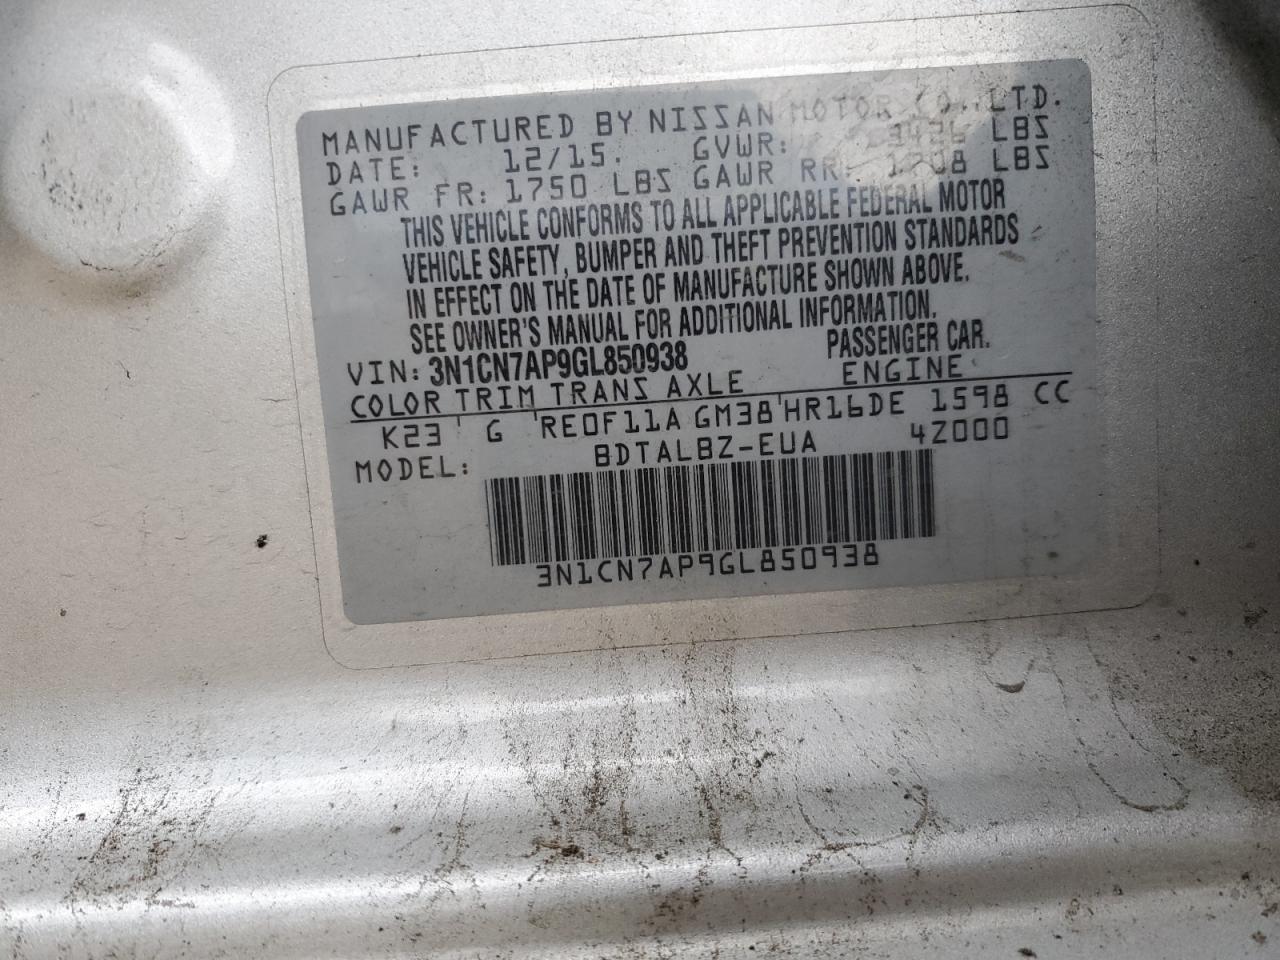 MANUFACTURED BY NISSAN MOTOR CO., LTD.
DATE: 12/15. GVWR: 3426 LBS
GAWR FR: 1750 LBS GAWR RR: LBS
THIS VEHICLE CONFORMS TO ALL APPLICABLE FEDERAL MOTOR
VEHICLE SAFETY, BUMPER AND THEFT PREVENTION STANDARDS
IN EFFECT ON THE DATE OF MANUFACTURE SHOWN ABOVE.
SEE OWNER'S MANUAL FOR ADDITIONAL INFORMATION.
VIN: 3N1CN7AP9GL850938 PASSENGER CAR.
COLOR TRIM TRANS AXLE ENGINE
K23 G RE0F11A GM38 HR16DE 1598 CC
MODEL: BDTALBZ-EUA 4Z000
3N1CN7AP9GL850938